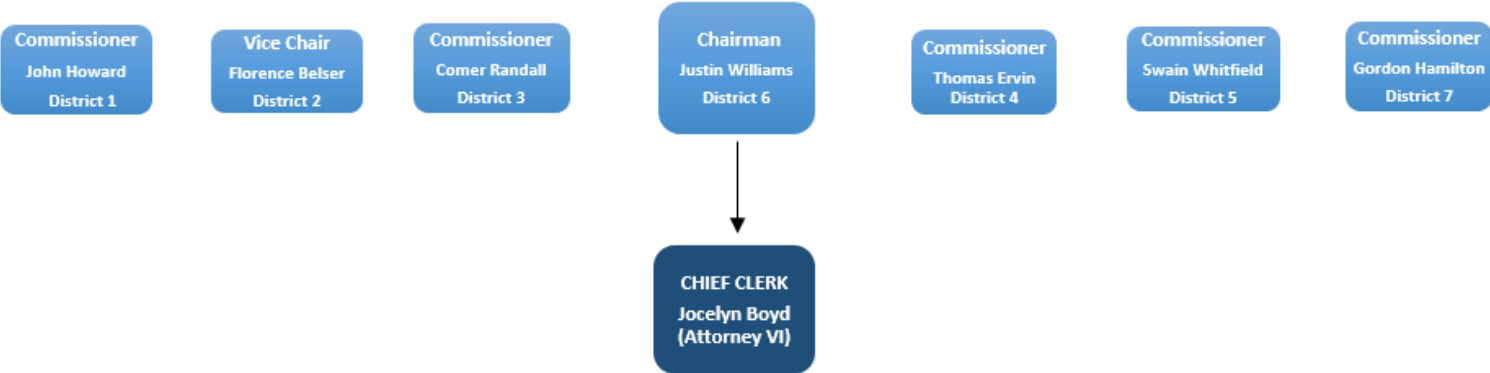 Commissioner
John Howard
District 1
Vice Chair
Florence Belser
District 2
Commissioner
Comer Randall
District 3
Chairman
Justin Williams
District 6
Commissioner
Thomas Ervin
District 4
Commissioner
Swain Whitfield
District 5
Commissioner
Gordon Hamilton
District 7
CHIEF CLERK
Jocelyn Boyd
(Attorney VI)